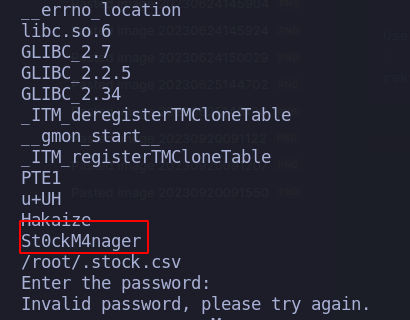 __errno_location
libc.so.6
GLIBC_2.7
GLIBC_2.2.5
GLIBC_2.34
_ITM_deregisterTMCloneTable
__gmon_start__
_ITM_registerTMCloneTable
PTE1
u+UH
Hakaize
St0ckM4nager
/root/.stock.csv
Enter the password:
Invalid password, please try again.